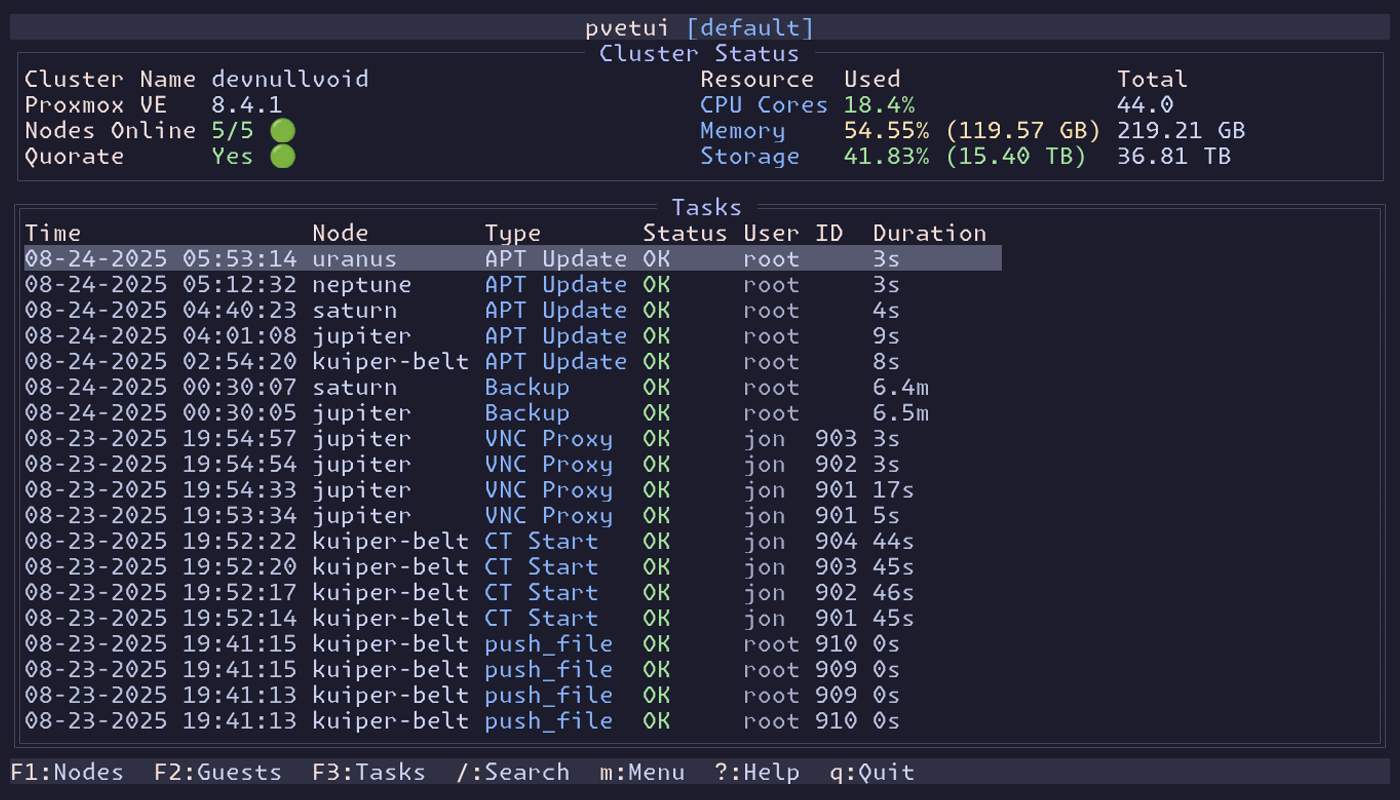 pvetui [default]
Cluster Status
Cluster Name devnullvoid Resource Used Total
Proxmox VE 8.4.1 CPU Cores 18.4% 44.0
Nodes Online 5/5 🟢 Memory 54.55% (119.57 GB) 219.21 GB
Quorate Yes 🟢 Storage 41.83% (15.40 TB) 36.81 TB
Tasks
Time Node Type Status User ID Duration
08-24-2025 05:53:14 uranus APT Update OK root 3s
08-24-2025 05:12:32 neptune APT Update OK root 3s
08-24-2025 04:40:23 saturn APT Update OK root 4s
08-24-2025 04:01:08 jupiter APT Update OK root 9s
08-24-2025 02:54:20 kuiper-belt APT Update OK root 8s
08-24-2025 00:30:07 saturn Backup OK root 6.4m
08-24-2025 00:30:05 jupiter Backup OK root 6.5m
08-23-2025 19:54:57 jupiter VNC Proxy OK jon 903 3s
08-23-2025 19:54:54 jupiter VNC Proxy OK jon 902 3s
08-23-2025 19:54:33 jupiter VNC Proxy OK jon 901 17s
08-23-2025 19:53:34 jupiter VNC Proxy OK jon 901 5s
08-23-2025 19:52:22 kuiper-belt CT Start OK jon 904 44s
08-23-2025 19:52:20 kuiper-belt CT Start OK jon 903 45s
08-23-2025 19:52:17 kuiper-belt CT Start OK jon 902 46s
08-23-2025 19:52:14 kuiper-belt CT Start OK jon 901 45s
08-23-2025 19:41:15 kuiper-belt push_file OK root 910 0s
08-23-2025 19:41:15 kuiper-belt push_file OK root 909 0s
08-23-2025 19:41:13 kuiper-belt push_file OK root 909 0s
08-23-2025 19:41:13 kuiper-belt push_file OK root 910 0s
F1:Nodes F2:Guests F3:Tasks /:Search m:Menu ?:Help q:Quit